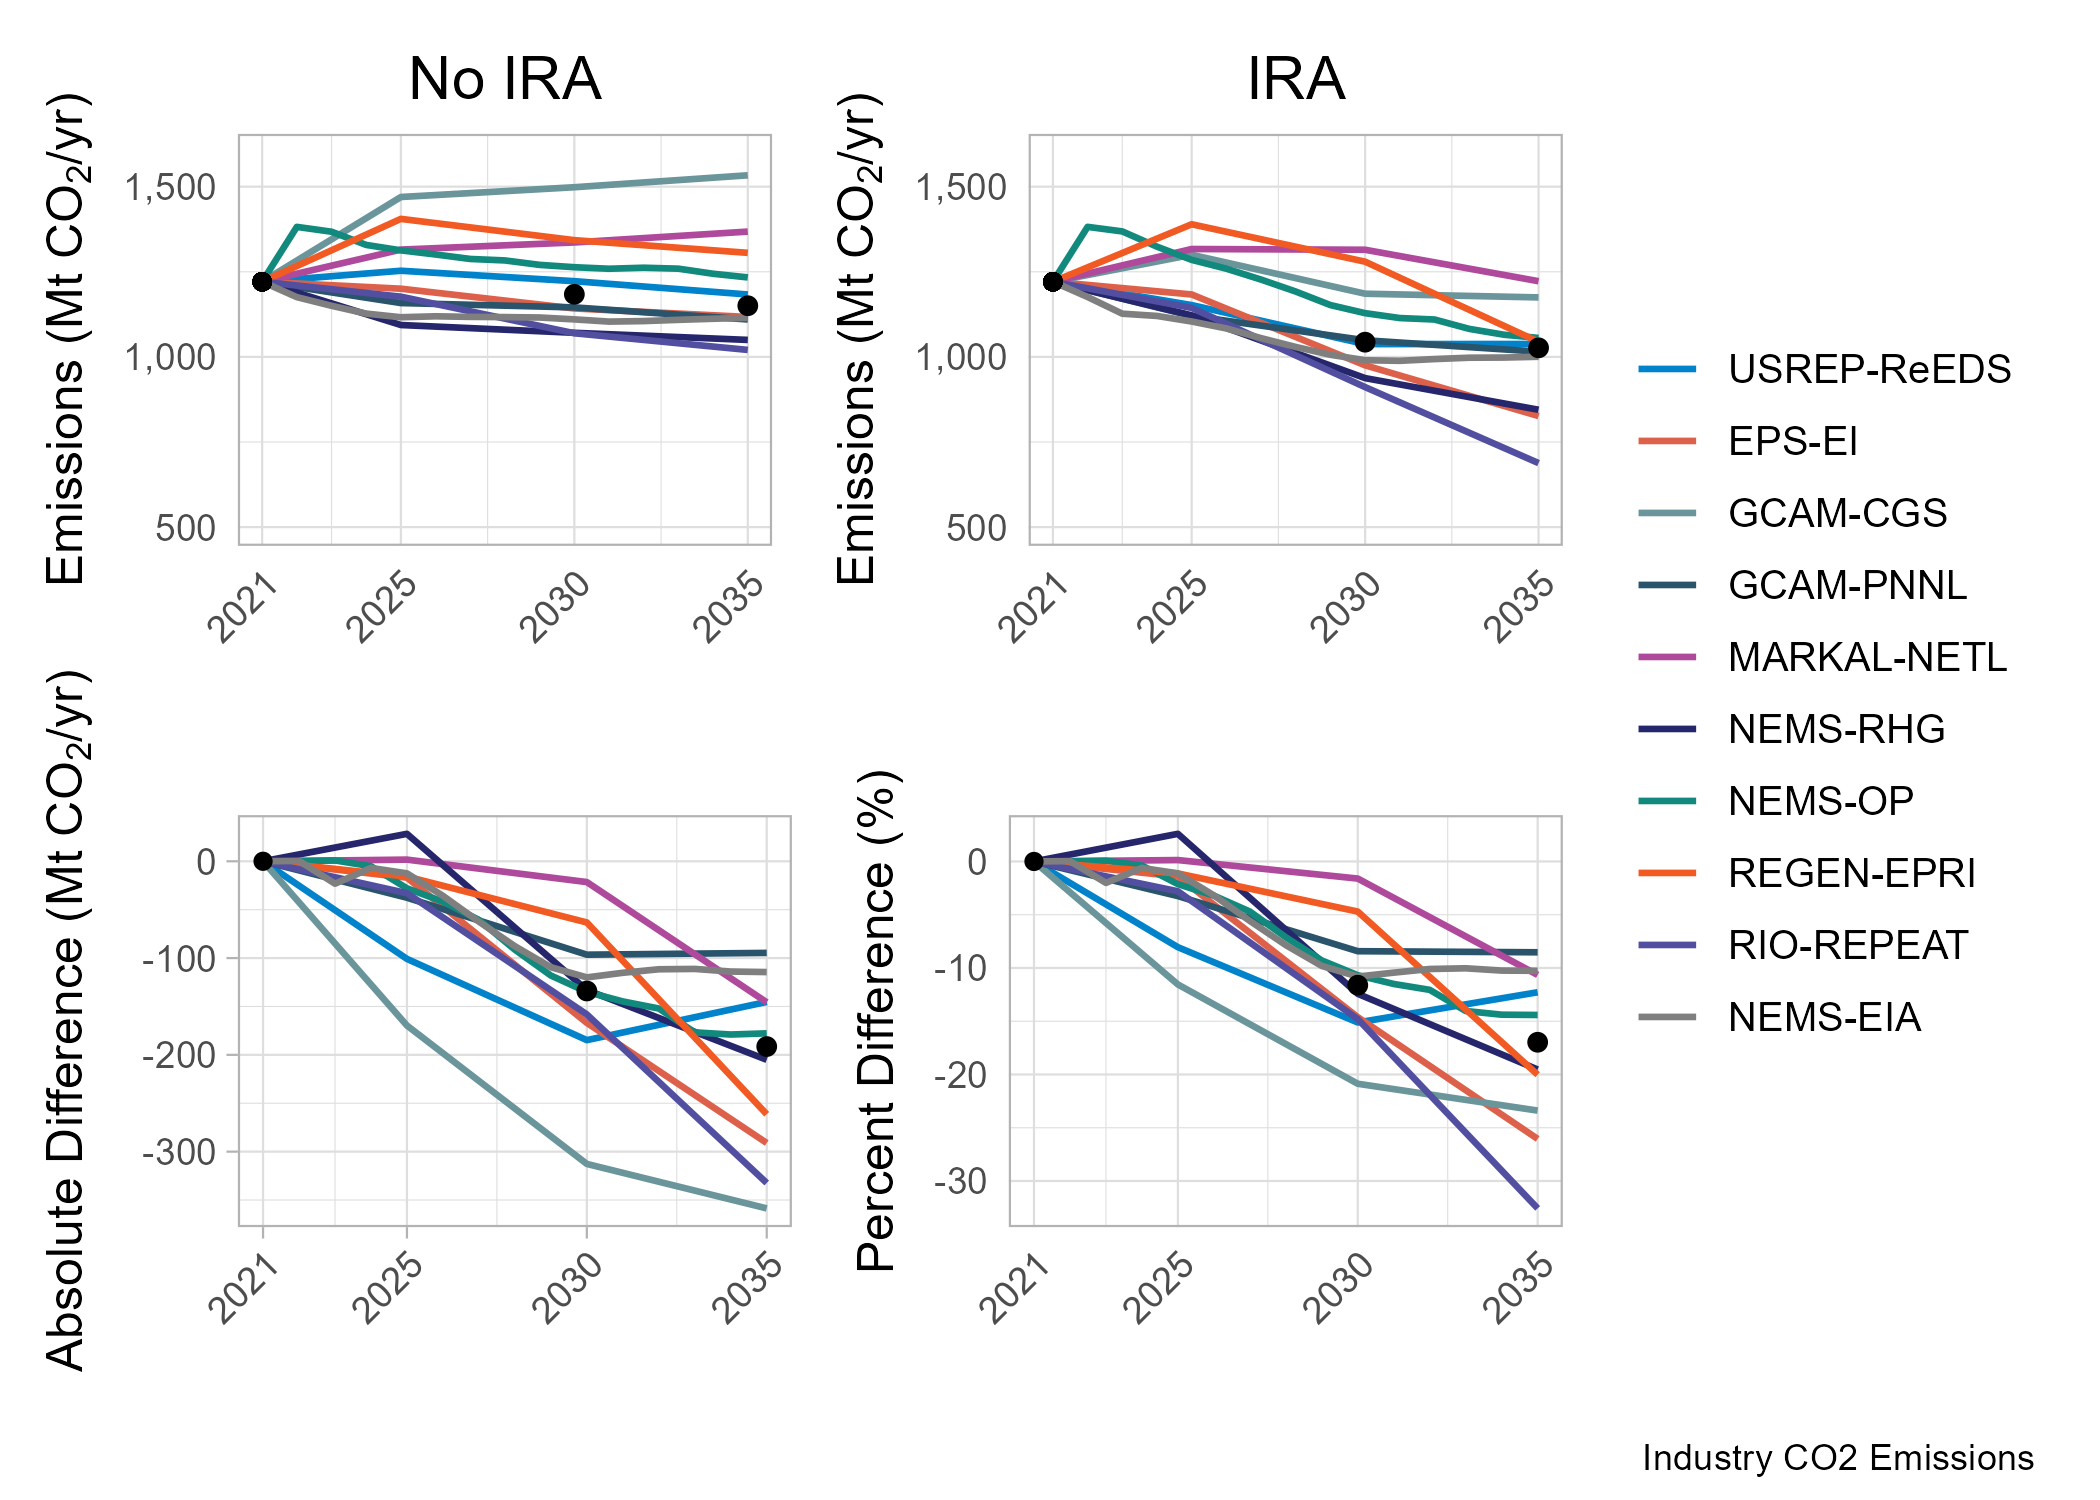 No IRA
IRA
Emissions (Mt CO₂/yr)
1,500
1,000
500
2021
2025
2030
2035
Emissions (Mt CO₂/yr)
1,500
1,000
500
2021
2025
2030
2035
Absolute Difference (Mt CO₂/yr)
0
-100
-200
-300
2021
2025
2030
2035
Percent Difference (%)
0
-10
-20
-30
2021
2025
2030
2035
USREP-ReEDS
EPS-EI
GCAM-CGS
GCAM-PNNL
MARKAL-NETL
NEMS-RHG
NEMS-OP
REGEN-EPRI
RIO-REPEAT
NEMS-EIA
Industry CO2 Emissions